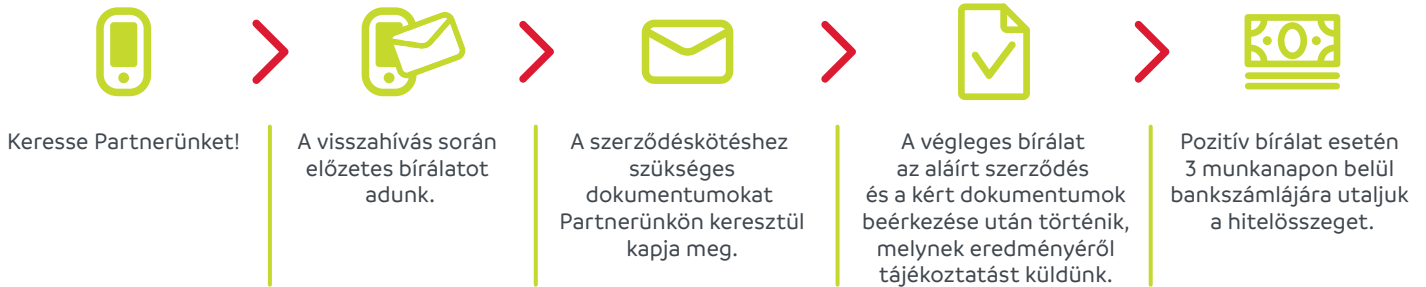 Keresse Partnerünket!
A visszahívás során
előzetes bírálatot
adunk.
A szerződéskötéshez
szükséges
dokumentumokat
Partnerünkön keresztül
kapja meg.
A végleges bírálat
az aláírt szerződés
és a kért dokumentumok
beérkezése után történik,
melynek eredményéről
tájékoztatást küldünk.
Pozitív bírálat esetén
3 munkanapon belül
bankszámlájára utaljuk
a hitelösszeget.